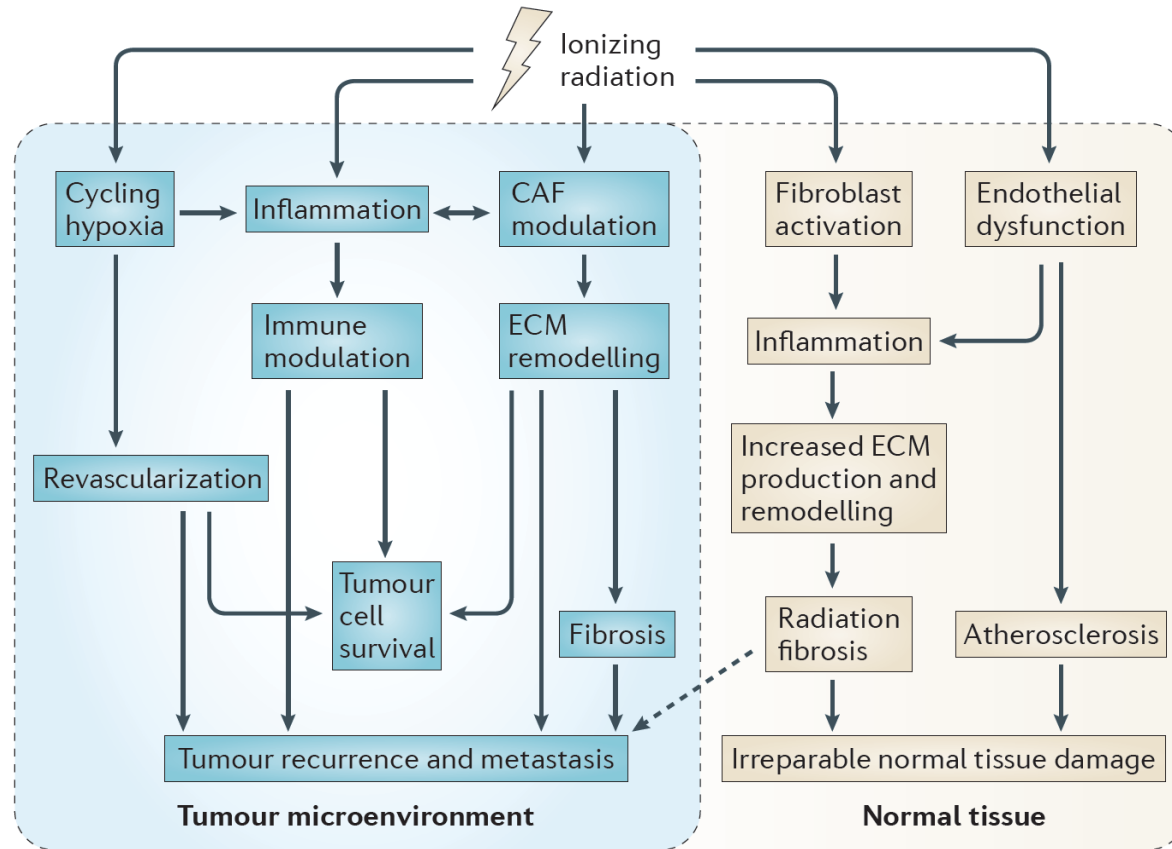 Ionizing
radiation
Cycling
hypoxia
Inflammation
CAF
modulation
Fibroblast
activation
Endothelial
dysfunction
Immune
modulation
ECM
remodelling
Inflammation
Revascularization
Increased ECM
production and
remodelling
Tumour
cell
survival
Fibrosis
Radiation
fibrosis
Atherosclerosis
Tumour recurrence and metastasis
Irreparable normal tissue damage
Tumour microenvironment
Normal tissue